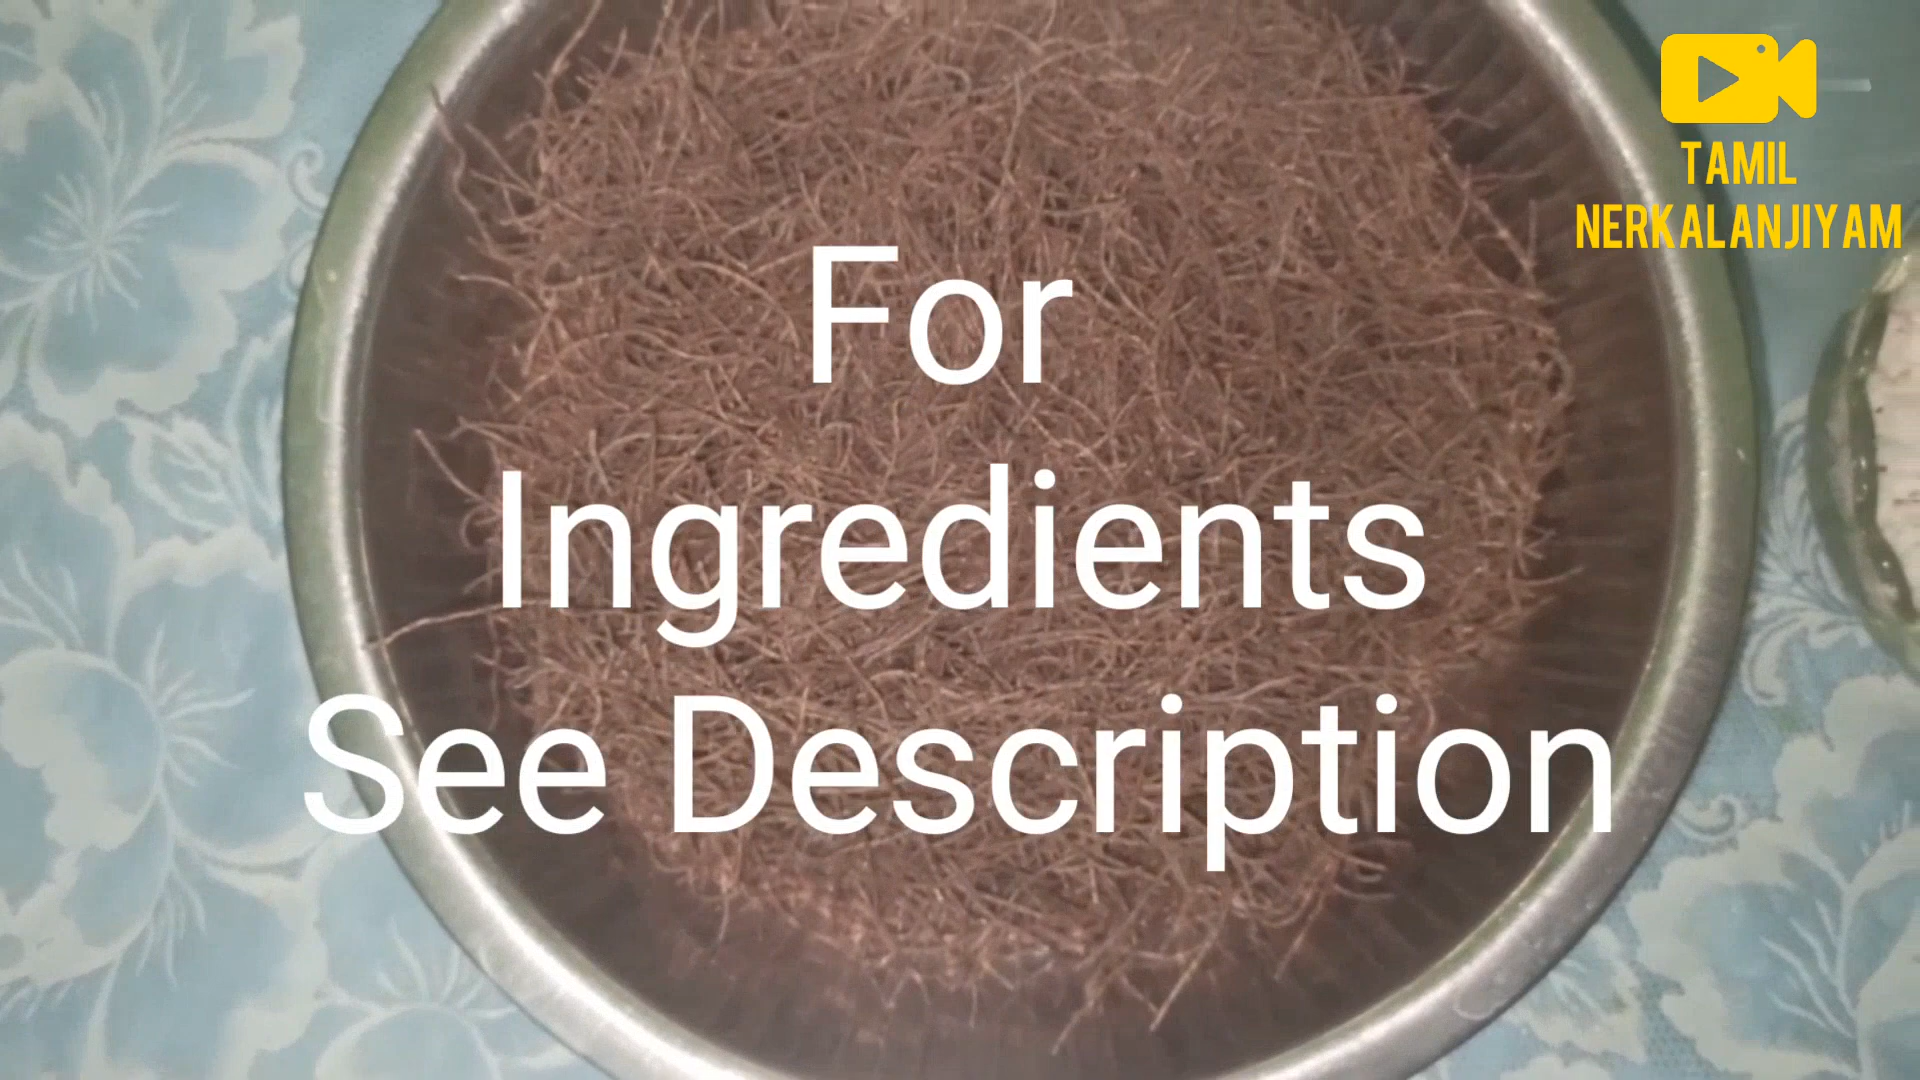 TAMIL
NERKALANJIYAM
For
Ingredients
See Description